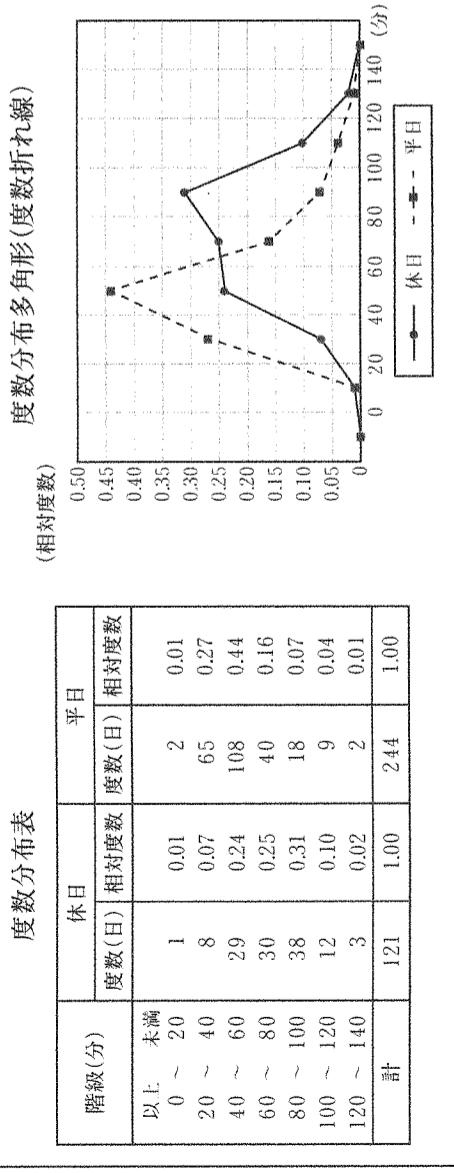 度数分布表
階級(分) 休日 平日
度数(日) 相対度数 度数(日) 相対度数
以上 未満
0 ~ 20 1 0.01 2 0.01
20 ~ 40 8 0.07 65 0.27
40 ~ 60 29 0.24 108 0.44
60 ~ 80 30 0.25 40 0.16
80 ~ 100 38 0.31 18 0.07
100 ~ 120 12 0.10 9 0.04
120 ~ 140 3 0.02 2 0.01
計 121 1.00 244 1.00
度数分布多角形(度数折れ線)
(相対度数)
0.50
0.45
0.40
0.35
0.30
0.25
0.20
0.15
0.10
0.05
0
0 20 40 60 80 100 120 140 (分)
休日 平日